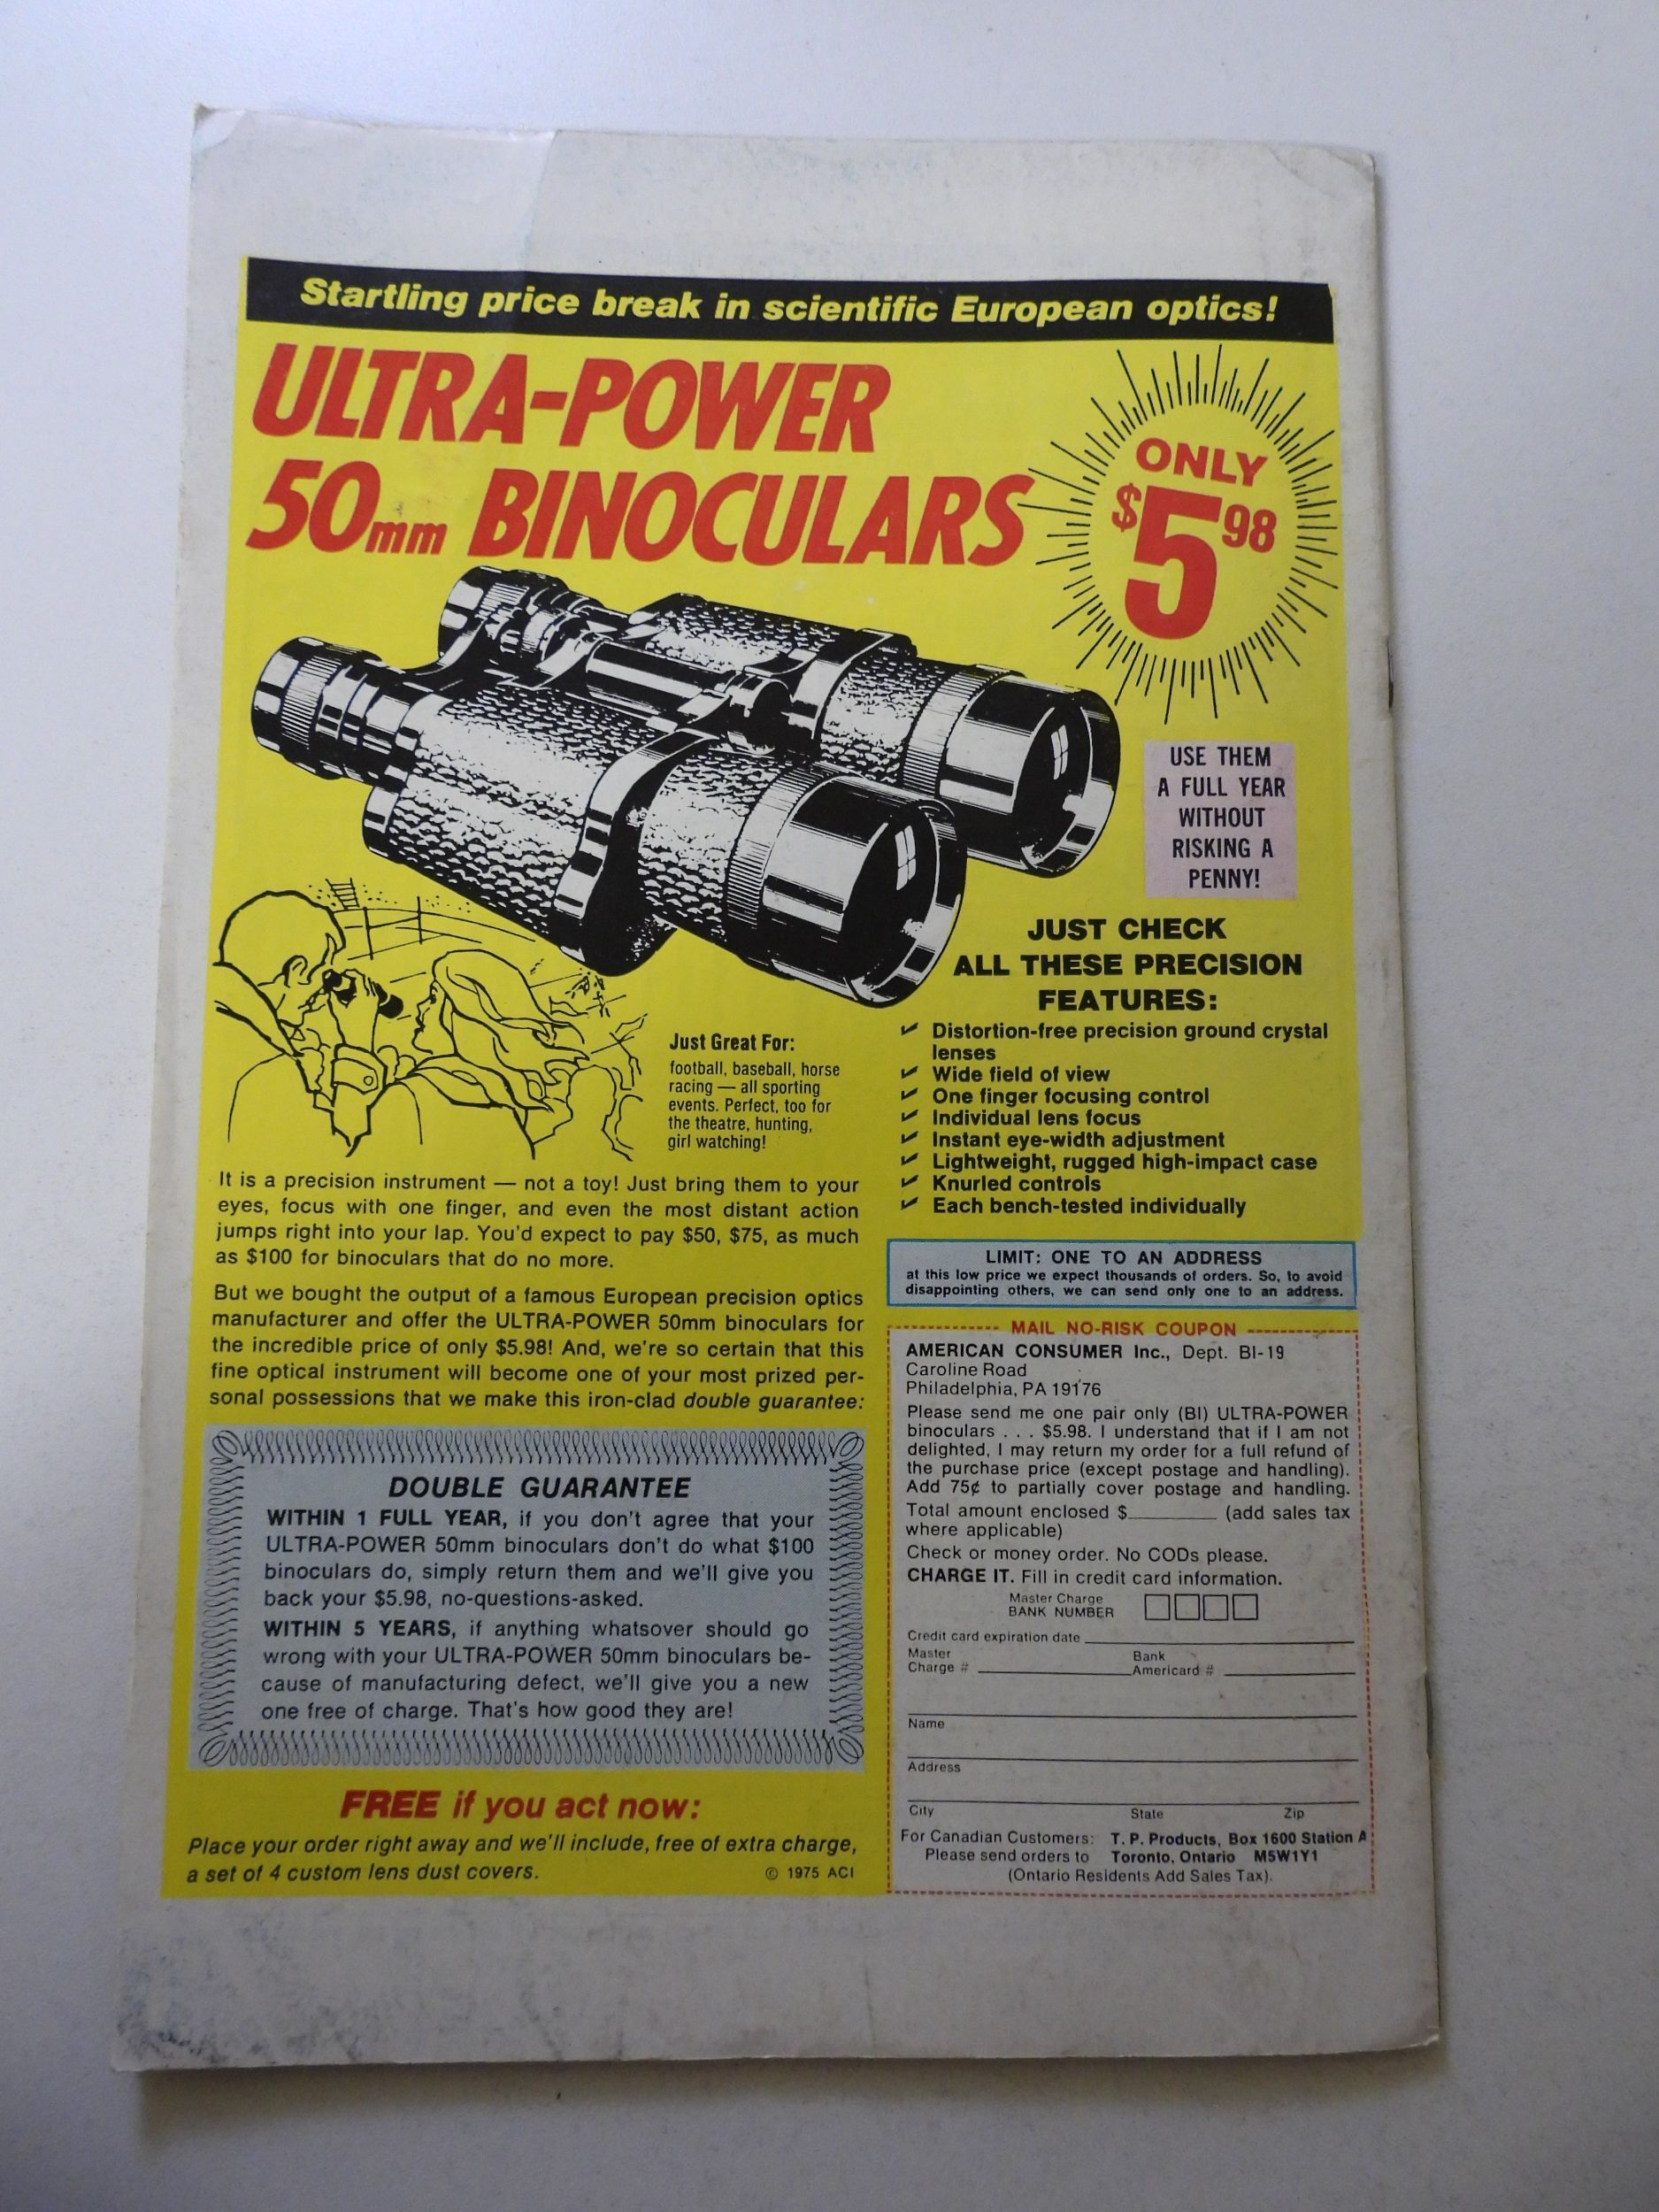 Startling price break in scientific European optics!
ULTRA-POWER
50mm BINOCULARS
ONLY
$5 98
USE THEM
A FULL YEAR
WITHOUT
RISKING A
PENNY!
JUST CHECK
ALL THESE PRECISION
FEATURES:
✔ Distortion-free precision ground crystal
lenses
✔ Wide field of view
✔ One finger focusing control
✔ Individual lens focus
✔ Instant eye-width adjustment
✔ Lightweight, rugged high-impact case
✔ Knurled controls
✔ Each bench-tested individually
Just Great For:
football, baseball, horse
racing — all sporting
events. Perfect, too for
the theatre, hunting,
girl watching!
It is a precision instrument — not a toy! Just bring them to your
eyes, focus with one finger, and even the most distant action
jumps right into your lap. You'd expect to pay $50, $75, as much
as $100 for binoculars that do no more.
But we bought the output of a famous European precision optics
manufacturer and offer the ULTRA-POWER 50mm binoculars for
the incredible price of only $5.98! And, we're so certain that this
fine optical instrument will become one of your most prized per-
sonal possessions that we make this iron-clad double guarantee:
DOUBLE GUARANTEE
WITHIN 1 FULL YEAR, if you don't agree that your
ULTRA-POWER 50mm binoculars don't do what $100
binoculars do, simply return them and we'll give you
back your $5.98, no-questions-asked.
WITHIN 5 YEARS, if anything whatsover should go
wrong with your ULTRA-POWER 50mm binoculars be-
cause of manufacturing defect, we'll give you a new
one free of charge. That's how good they are!
FREE if you act now:
Place your order right away and we'll include, free of extra charge,
a set of 4 custom lens dust covers.
© 1975 ACI
LIMIT: ONE TO AN ADDRESS
at this low price we expect thousands of orders. So, to avoid
disappointing others, we can send only one to an address.
MAIL NO-RISK COUPON
AMERICAN CONSUMER Inc., Dept. BI-19
Caroline Road
Philadelphia, PA 19176
Please send me one pair only (BI) ULTRA-POWER
binoculars . . . $5.98. I understand that if I am not
delighted, I may return my order for a full refund of
the purchase price (except postage and handling).
Add 75¢ to partially cover postage and handling.
Total amount enclosed $________ (add sales tax
where applicable)
Check or money order. No CODs please.
CHARGE IT. Fill in credit card information.
Master Charge
BANK NUMBER
Credit card expiration date
Master
Charge #
Bank
Americard #
Name
Address
City State Zip
For Canadian Customers: T. P. Products, Box 1600 Station A
Please send orders to Toronto, Ontario M5W1Y1
(Ontario Residents Add Sales Tax).